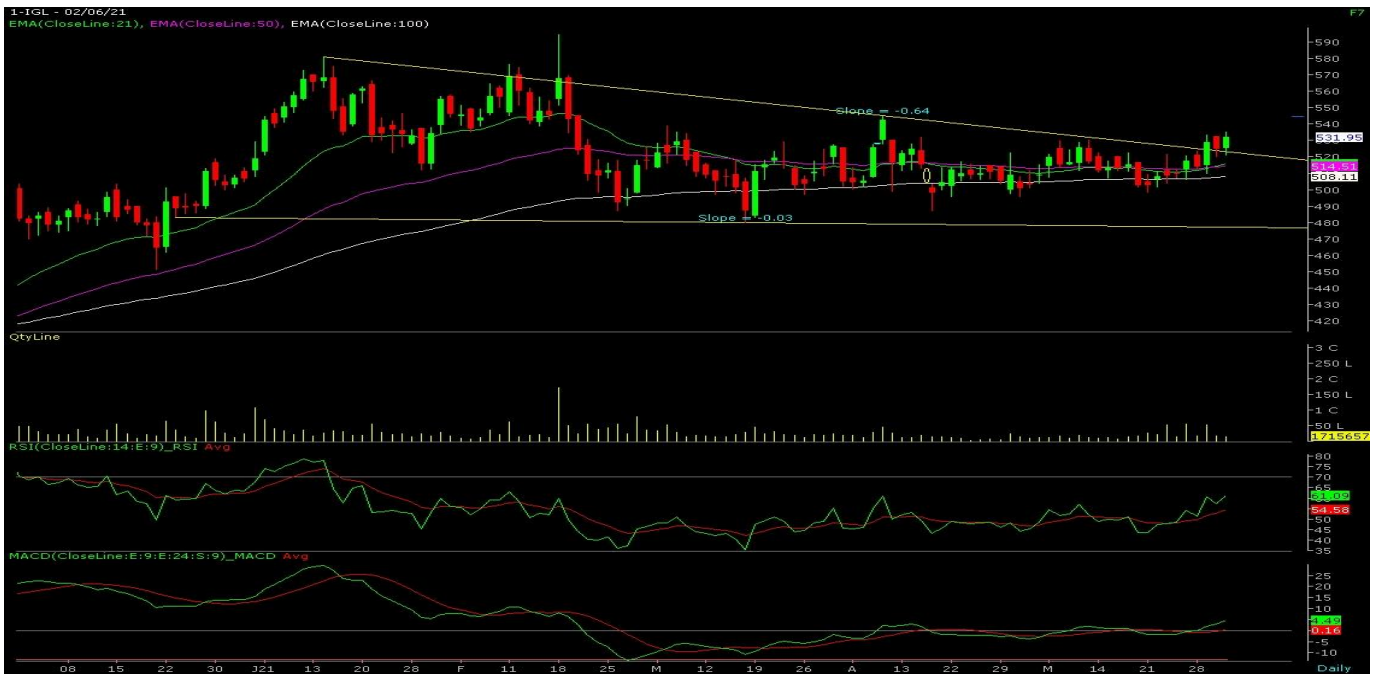 1-IGL - 02/06/21
F7
EMA(CloseLine:21), EMA(CloseLine:50), EMA(CloseLine:100)
590
580
570
560
550
Slope = -0.64
540
531.95
520
514.51
508.11
500
490
Slope = -0.03
480
470
460
450
440
430
420
QtyLine
3 C
250 L
2 C
150 L
1 C
50 L
1715657
RSI(CloseLine:14:E:9)_RSI Avg
80
75
70
65
61.09
54.58
50
45
40
35
MACD(CloseLine:E:9:E:24:S:9)_MACD Avg
25
20
15
10
4.49
0.16
-5
-10
08 15 22 30 J21 13 20 28 F 11 18 25 M 12 19 26 A 13 22 29 M 14 21 28 Daily